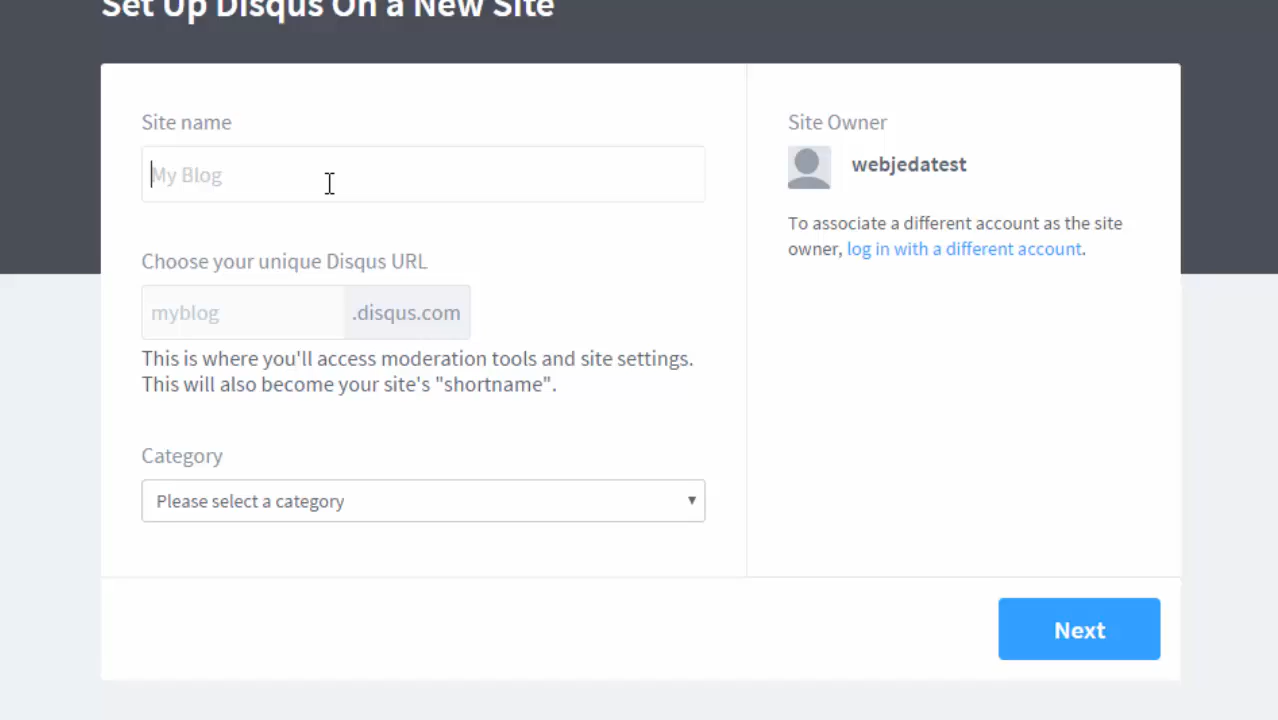 Set Up Disqus On a New Site
Site name
My Blog
Choose your unique Disqus URL
myblog .disqus.com
This is where you'll access moderation tools and site settings.
This will also become your site's "shortname".
Category
Please select a category
Site Owner
webjedatest
To associate a different account as the site
owner, log in with a different account.
Next